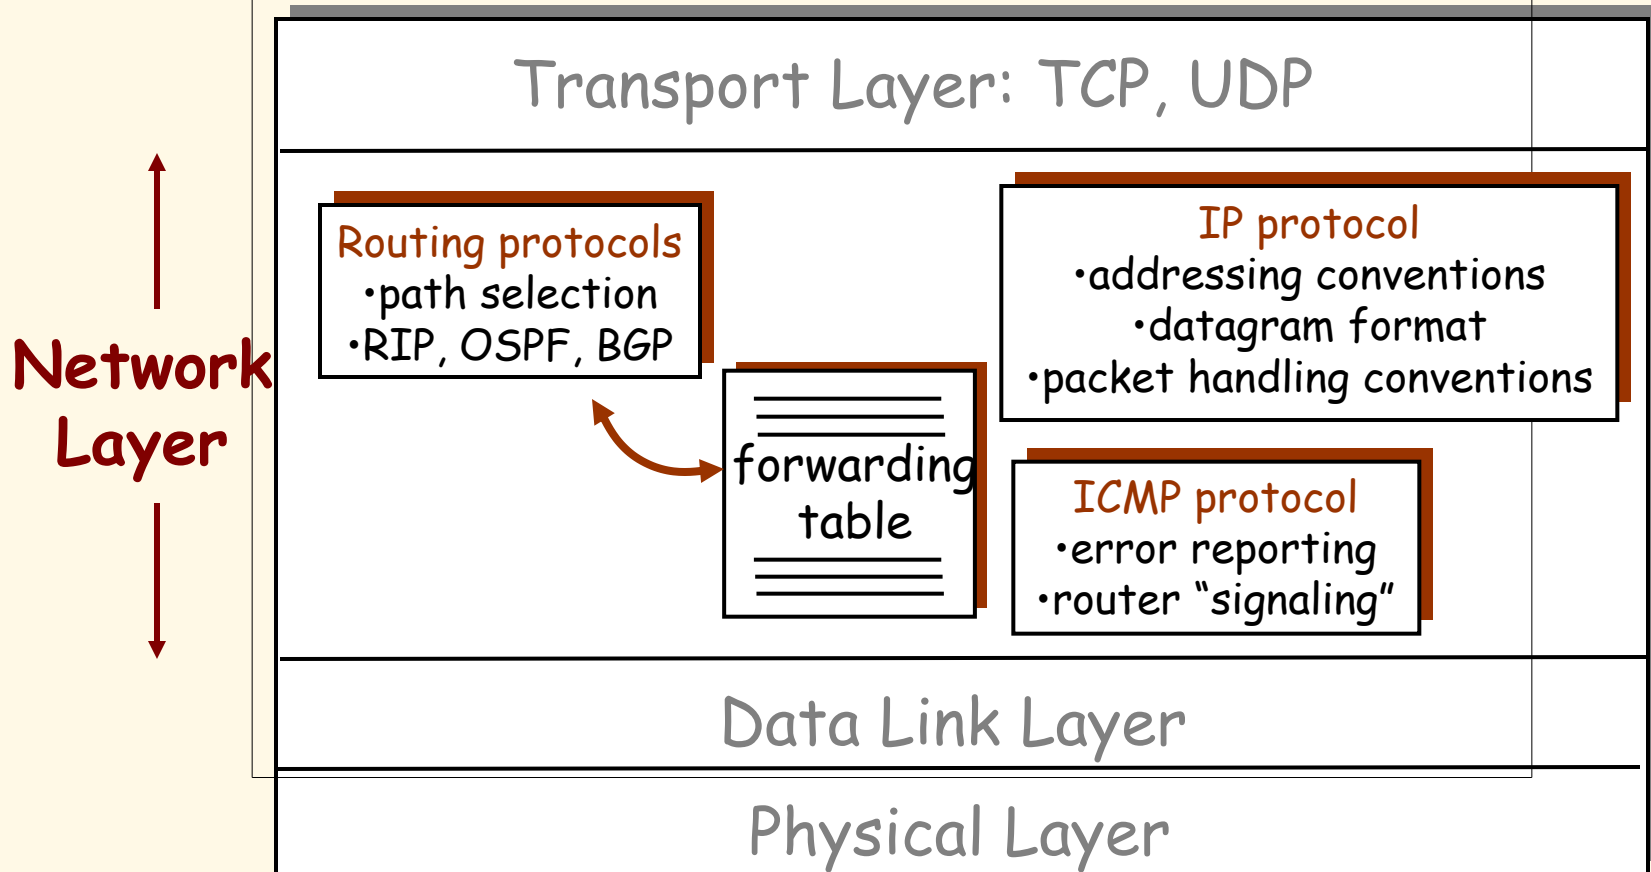 Transport Layer: TCP, UDP
Network
Layer
Routing protocols
•path selection
•RIP, OSPF, BGP
forwarding
table
IP protocol
•addressing conventions
•datagram format
•packet handling conventions
ICMP protocol
•error reporting
•router “signaling”
Data Link Layer
Physical Layer